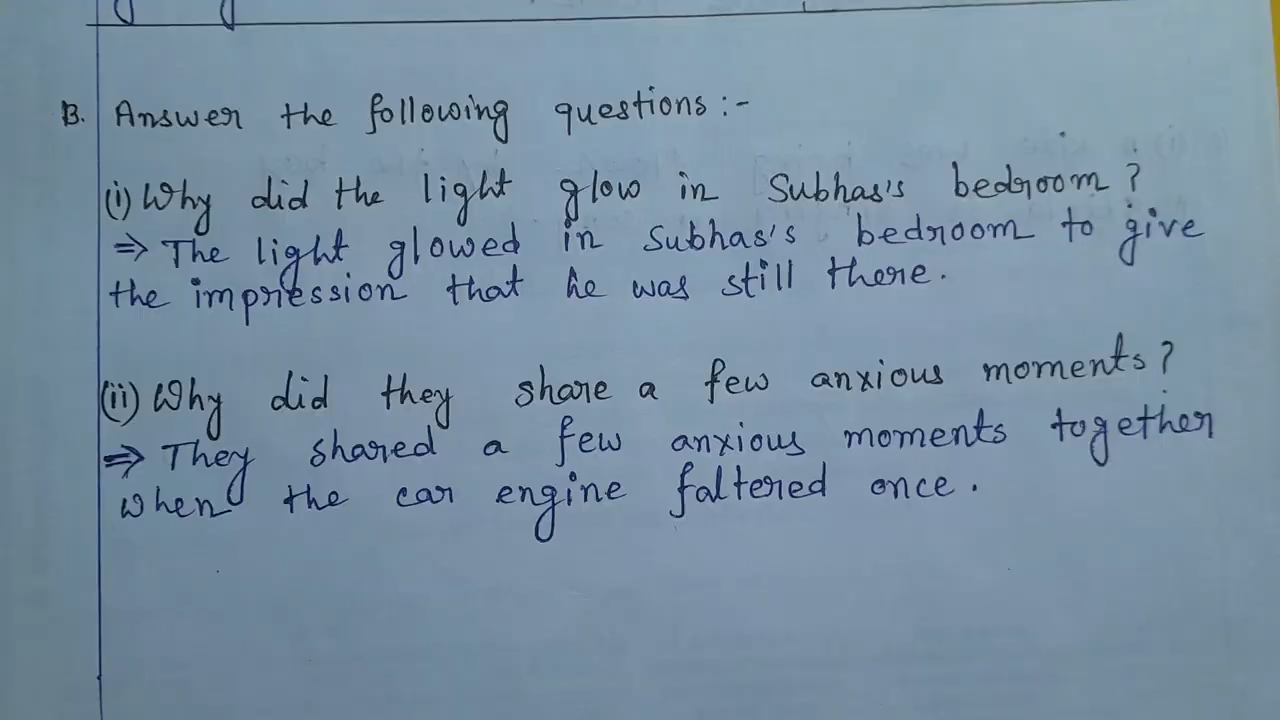 B. Answer the following questions :-
(i) Why did the light glow in Subhas's bedroom?
⇒ The light glowed in Subhas's bedroom to give
the impression that he was still there.
(ii) Why did they share a few anxious moments?
⇒ They shared a few anxious moments together
when the car engine faltered once.